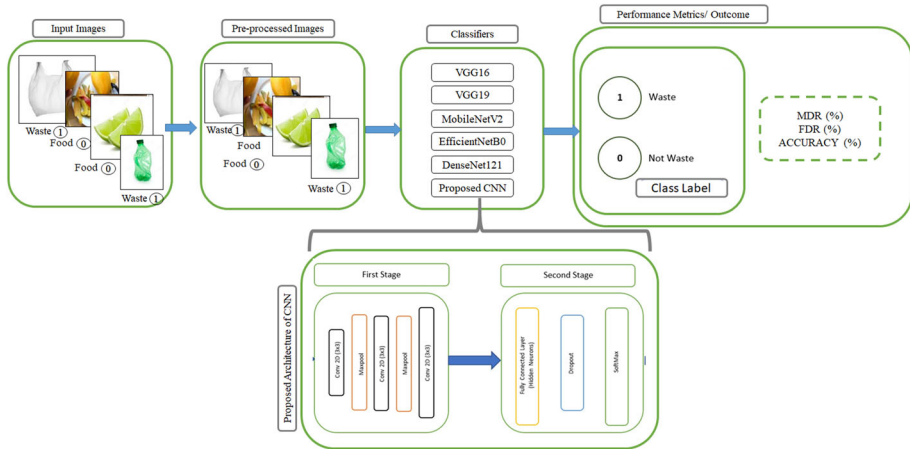 Input Images
Waste 1
Food 0
Food 0
Waste 1
Pre-processed Images
Waste 1
Food 0
Food 0
Waste 1
Classifiers
VGG16
VGG19
MobileNetV2
EfficientNetB0
DenseNet121
Proposed CNN
Performance Metrics/ Outcome
1 Waste
0 Not Waste
Class Label
MDR (%)
FDR (%)
ACCURACY (%)
Proposed Architecture of CNN
First Stage
Conv 2D (3x3)
Maxpool
Conv 2D (3x3)
Maxpool
Conv 2D (3x3)
Second Stage
Fully Connected Layer
(Hidden Neurons)
Dropout
SoftMax